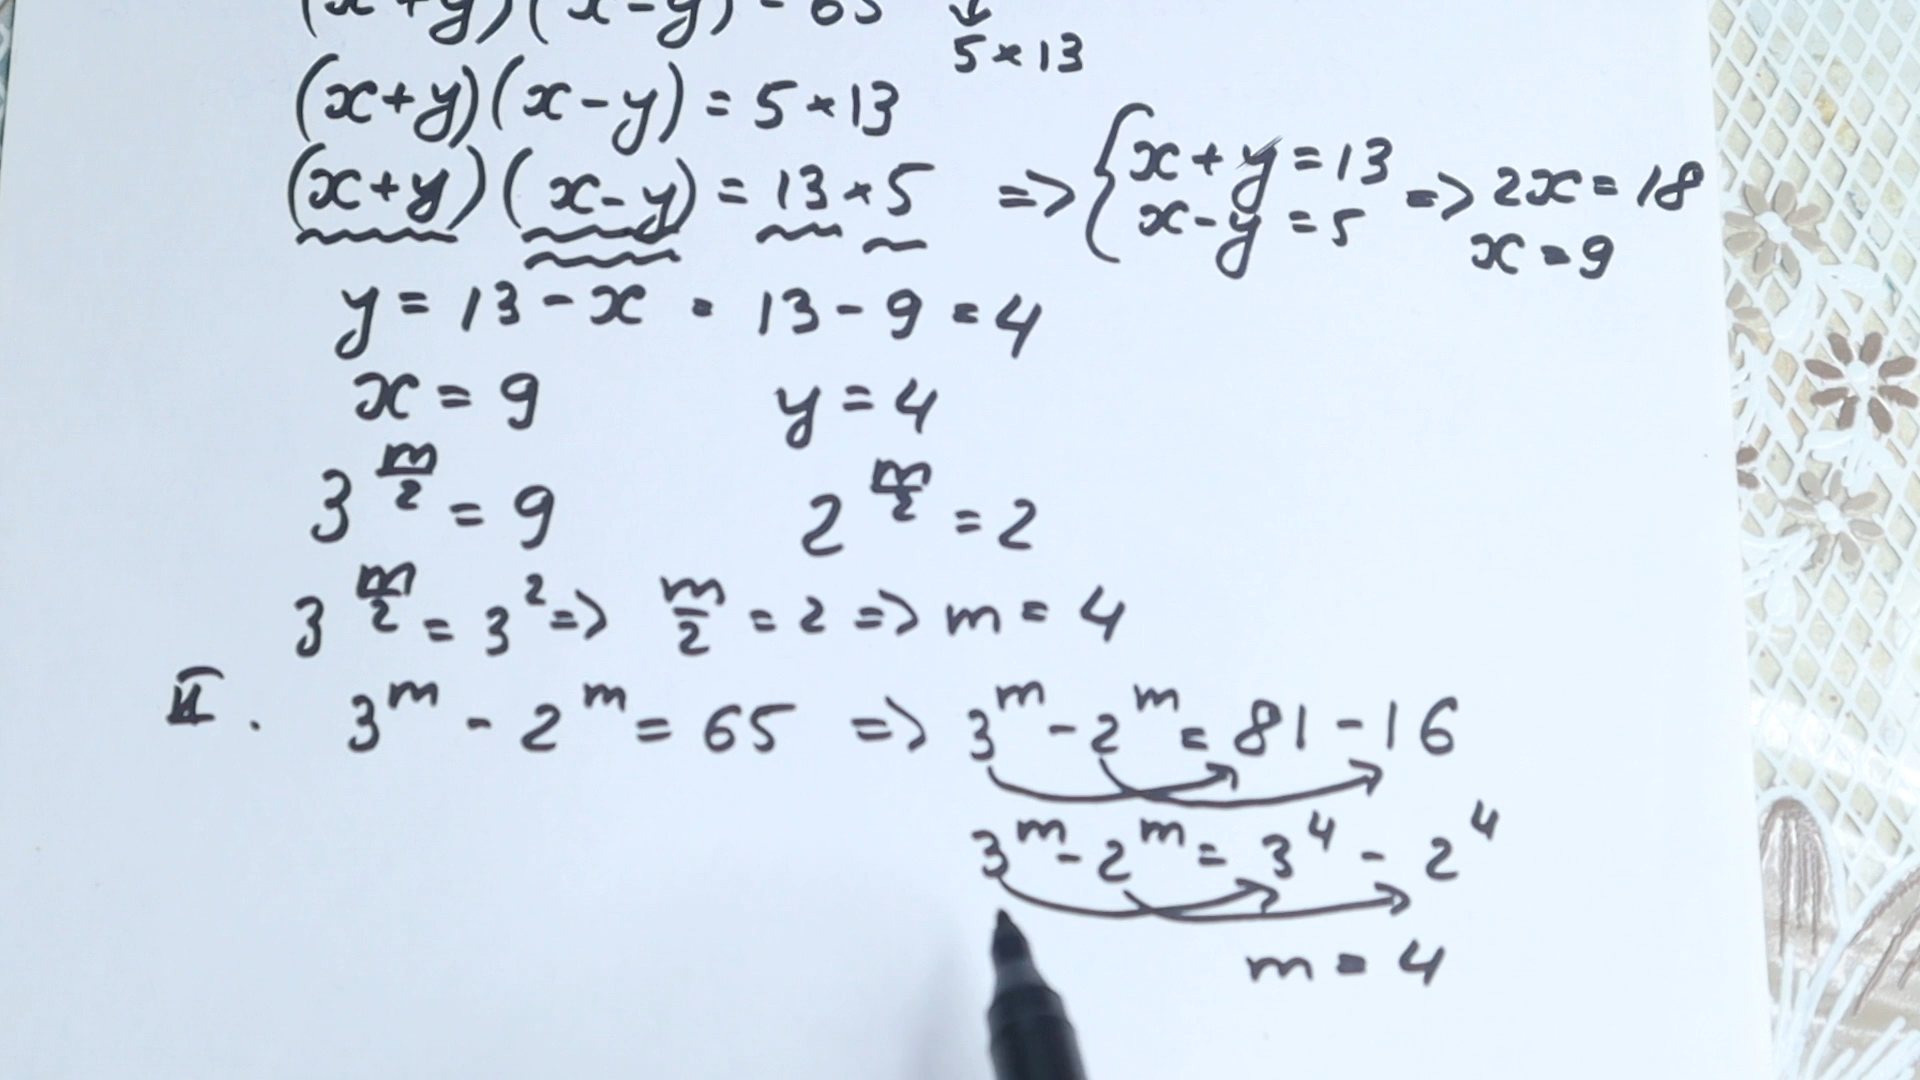 (x+y)(x-y) = 65
5*13
(x+y)(x-y) = 5*13
(x+y)(x-y) = 13*5 => { x+y=13 x-y=5 => 2x=18
x=9
y = 13-x = 13-9 = 4
x = 9 y = 4
3^(m/2) = 9 2^(m/2) = 2
3^(m/2) = 3^2 => m/2 = 2 => m = 4
II. 3^m - 2^m = 65 => 3^m - 2^m = 81 - 16
3^m - 2^m = 3^4 - 2^4
m = 4